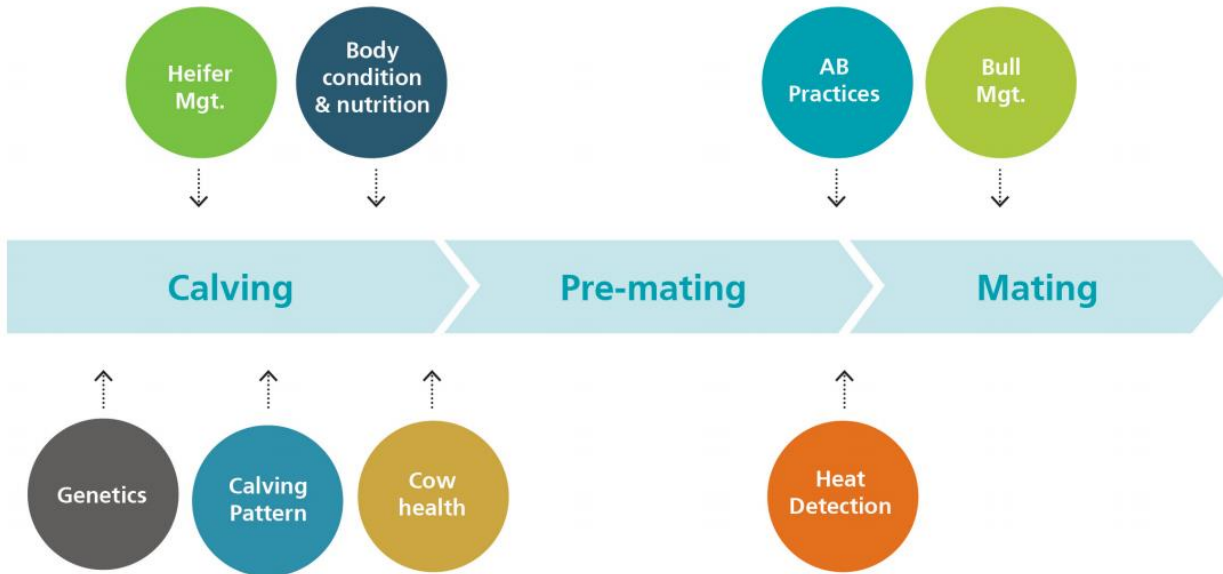 Heifer
Mgt.
Body
condition
& nutrition
AB
Practices
Bull
Mgt.
Calving
Pre-mating
Mating
Genetics
Calving
Pattern
Cow
health
Heat
Detection